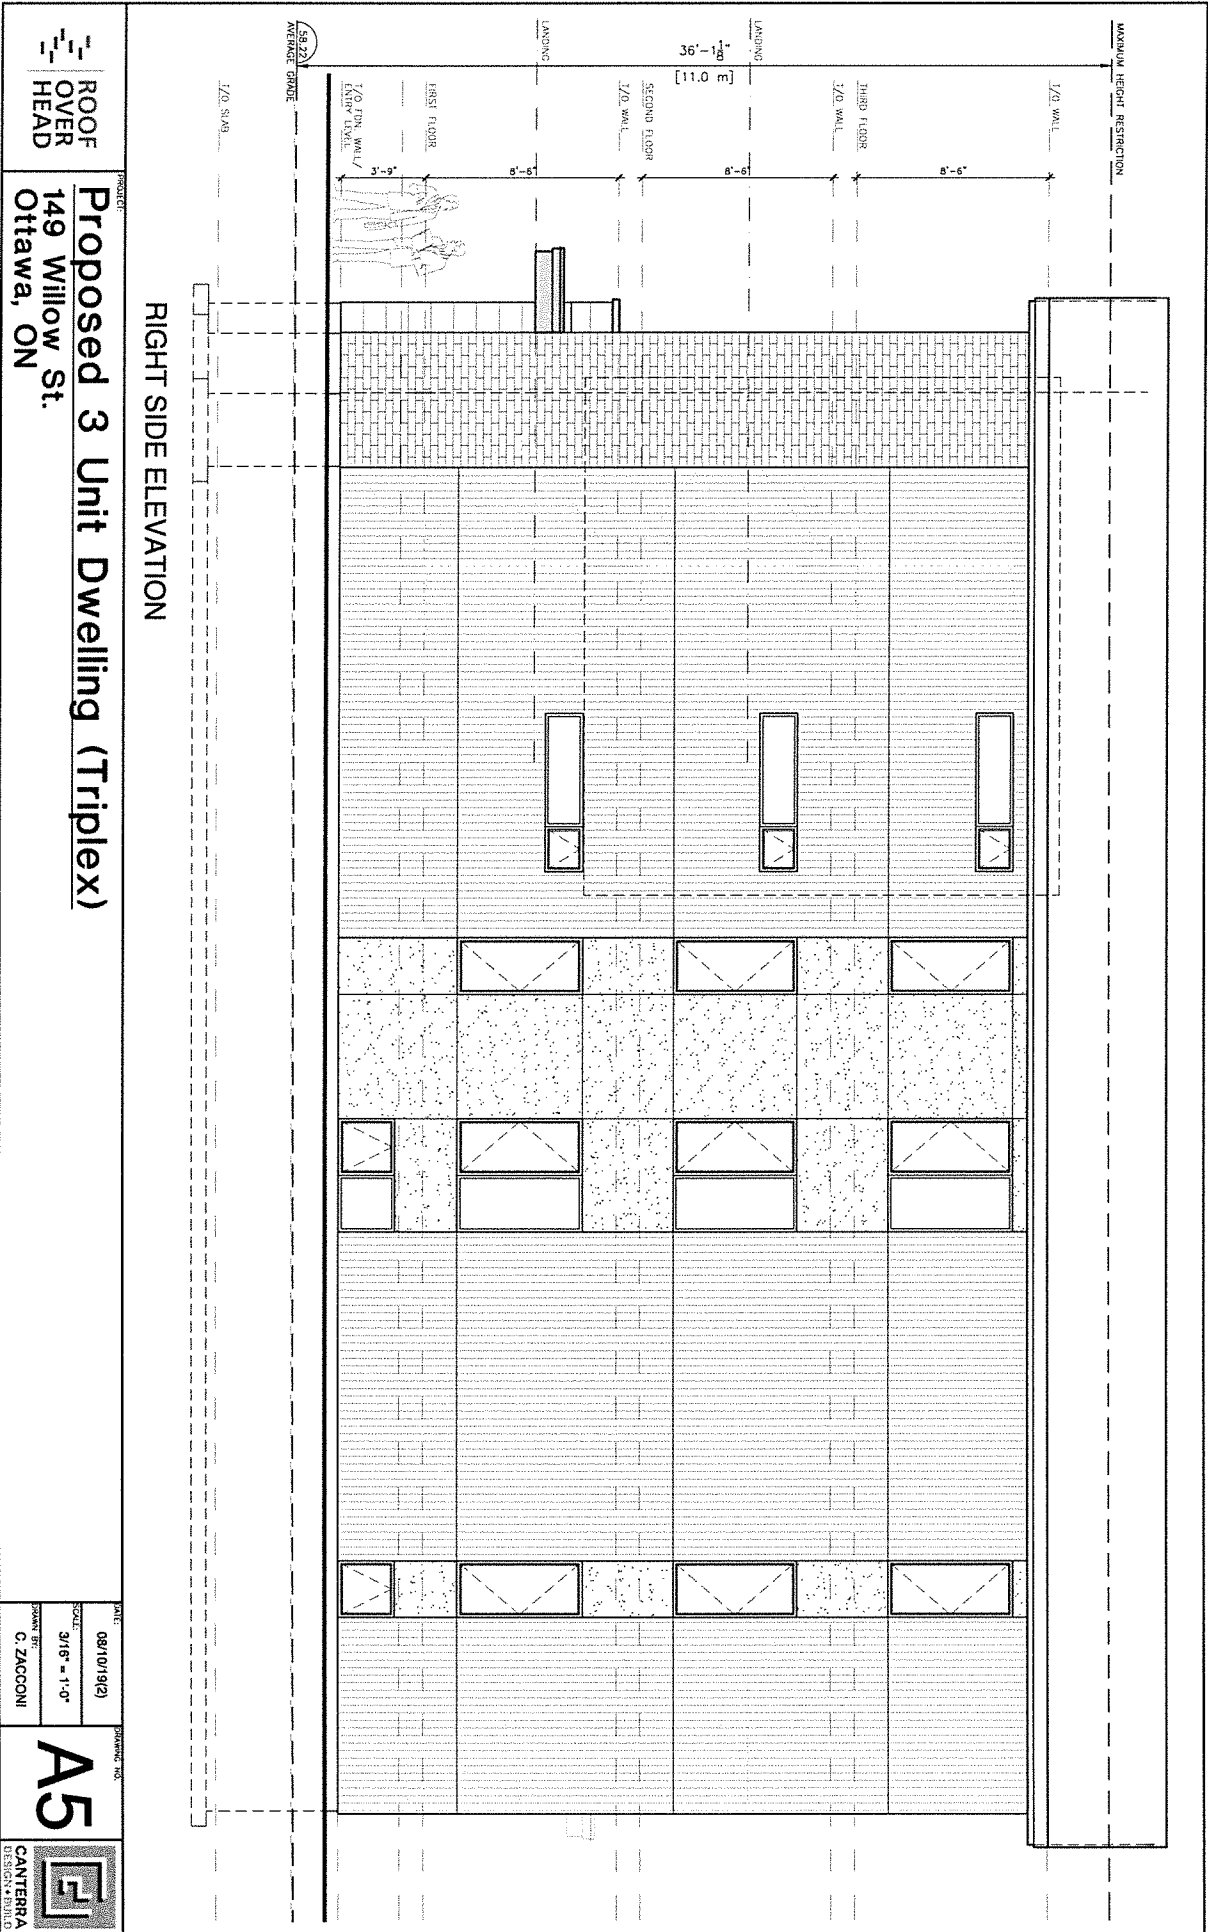 MAXIMUM HEIGHT RESTRICTION
T/O WALL
THIRD FLOOR
T/O WALL
LANDING
SECOND FLOOR
T/O WALL
LANDING
FIRST FLOOR
T/O FDN. WALL/
ENTRY LEVEL
58.22
AVERAGE GRADE
T/O SLAB
36'-1 1/8"
[11.0 m]
8'-6"
8'-6"
8'-6"
3'-9"
RIGHT SIDE ELEVATION
ROOF
OVER
HEAD
PROJECT:
Proposed 3 Unit Dwelling (Triplex)
149 Willow St.
Ottawa, ON
DATE:
08/10/19(2)
SCALE:
3/16" = 1'-0"
DRAWN BY:
C. ZACCONI
DRAWING NO.
A5
CANTERRA
DESIGN + BUILD